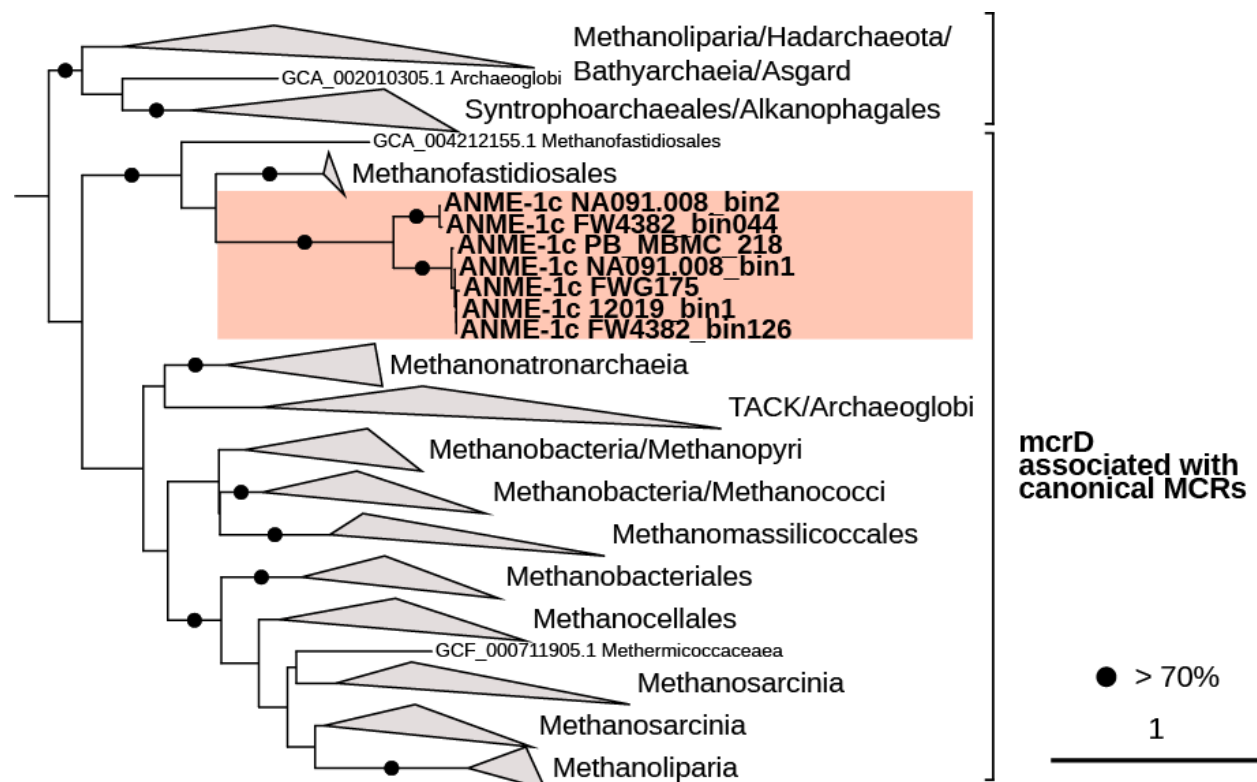 Methanoliparia/Hadarchaeota/
Bathyarchaeia/Asgard
GCA_002010305.1 Archaeoglobi
Syntrophoarchaeales/Alkanophagales
GCA_004212155.1 Methanofastidiosales
Methanofastidiosales
ANME-1c NA091.008_bin2
ANME-1c FW4382_bin044
ANME-1c PB_MBMC_218
ANME-1c NA091.008_bin1
ANME-1c FWG175
ANME-1c 12019_bin1
ANME-1c FW4382_bin126
Methanonatronarchaeia
TACK/Archaeoglobi
Methanobacteria/Methanopyri
Methanobacteria/Methanococci
Methanomassilicoccales
Methanobacteriales
Methanocellales
GCF_000711905.1 Methermicoccaceaea
Methanosarcinia
Methanosarcinia
Methanoliparia
mcrD
associated with
canonical MCRs
> 70%
1